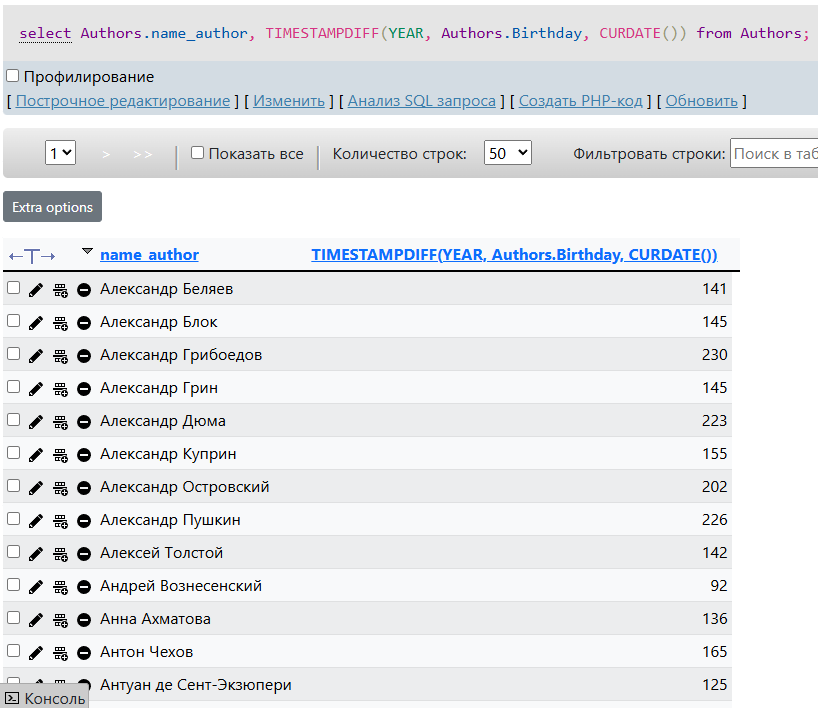 select Authors.name_author, TIMESTAMPDIFF(YEAR, Authors.Birthday, CURDATE()) from Authors;
Профилирование
[ Построчное редактирование ] [ Изменить ] [ Анализ SQL запроса ] [ Создать PHP-код ] [ Обновить ]
1 > >> | Показать все | Количество строк: 50 Фильтровать строки: Поиск в таб
Extra options
←T→ name_author TIMESTAMPDIFF(YEAR, Authors.Birthday, CURDATE())
Александр Беляев 141
Александр Блок 145
Александр Грибоедов 230
Александр Грин 145
Александр Дюма 223
Александр Куприн 155
Александр Островский 202
Александр Пушкин 226
Алексей Толстой 142
Андрей Вознесенский 92
Анна Ахматова 136
Антон Чехов 165
Антуан де Сент-Экзюпери 125
Консоль